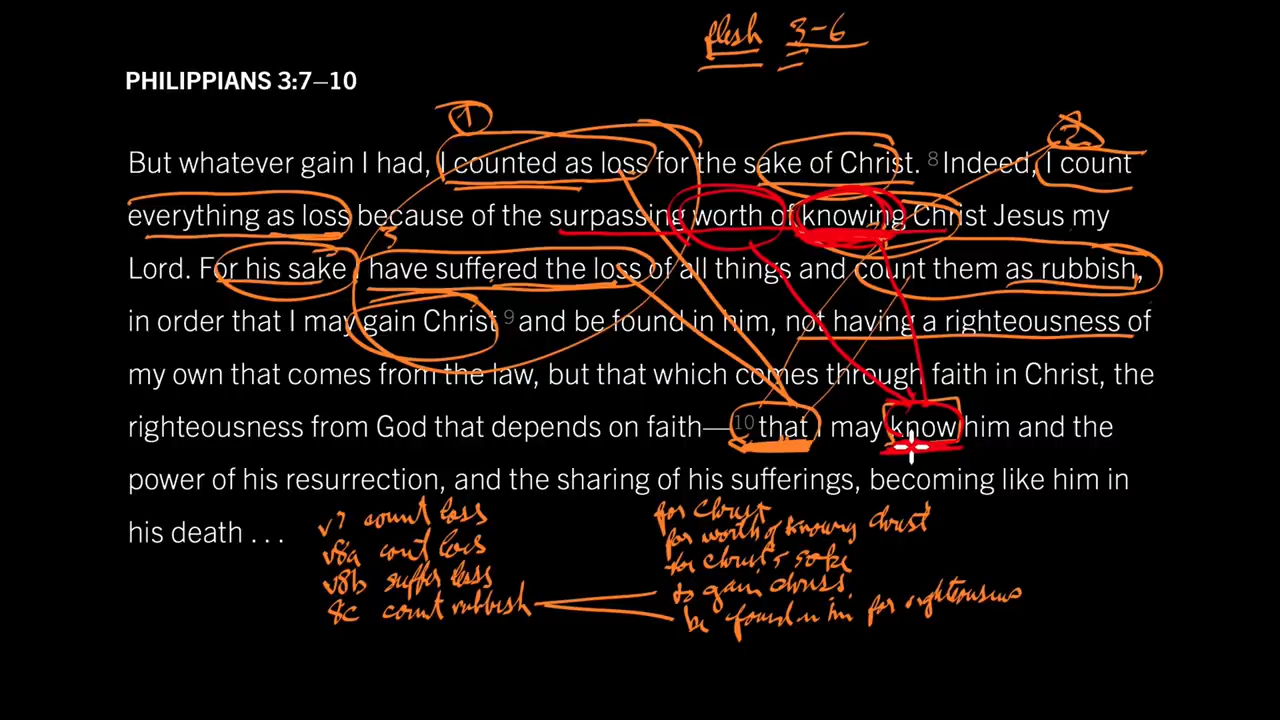 flesh 3-6
PHILIPPIANS 3:7–10
1
2
But whatever gain I had, I counted as loss for the sake of Christ. 8 Indeed, I count
everything as loss because of the surpassing worth of knowing Christ Jesus my
3
Lord. For his sake I have suffered the loss of all things and count them as rubbish,
in order that I may gain Christ 9 and be found in him, not having a righteousness of
my own that comes from the law, but that which comes through faith in Christ, the
righteousness from God that depends on faith— 10 that I may know him and the
power of his resurrection, and the sharing of his sufferings, becoming like him in
his death . . .
v7 count loss for Christ
v8a count loss for worth of knowing Christ
v8b suffer loss for Christ's sake
8c count rubbish to gain Christ
be found in him for righteousness